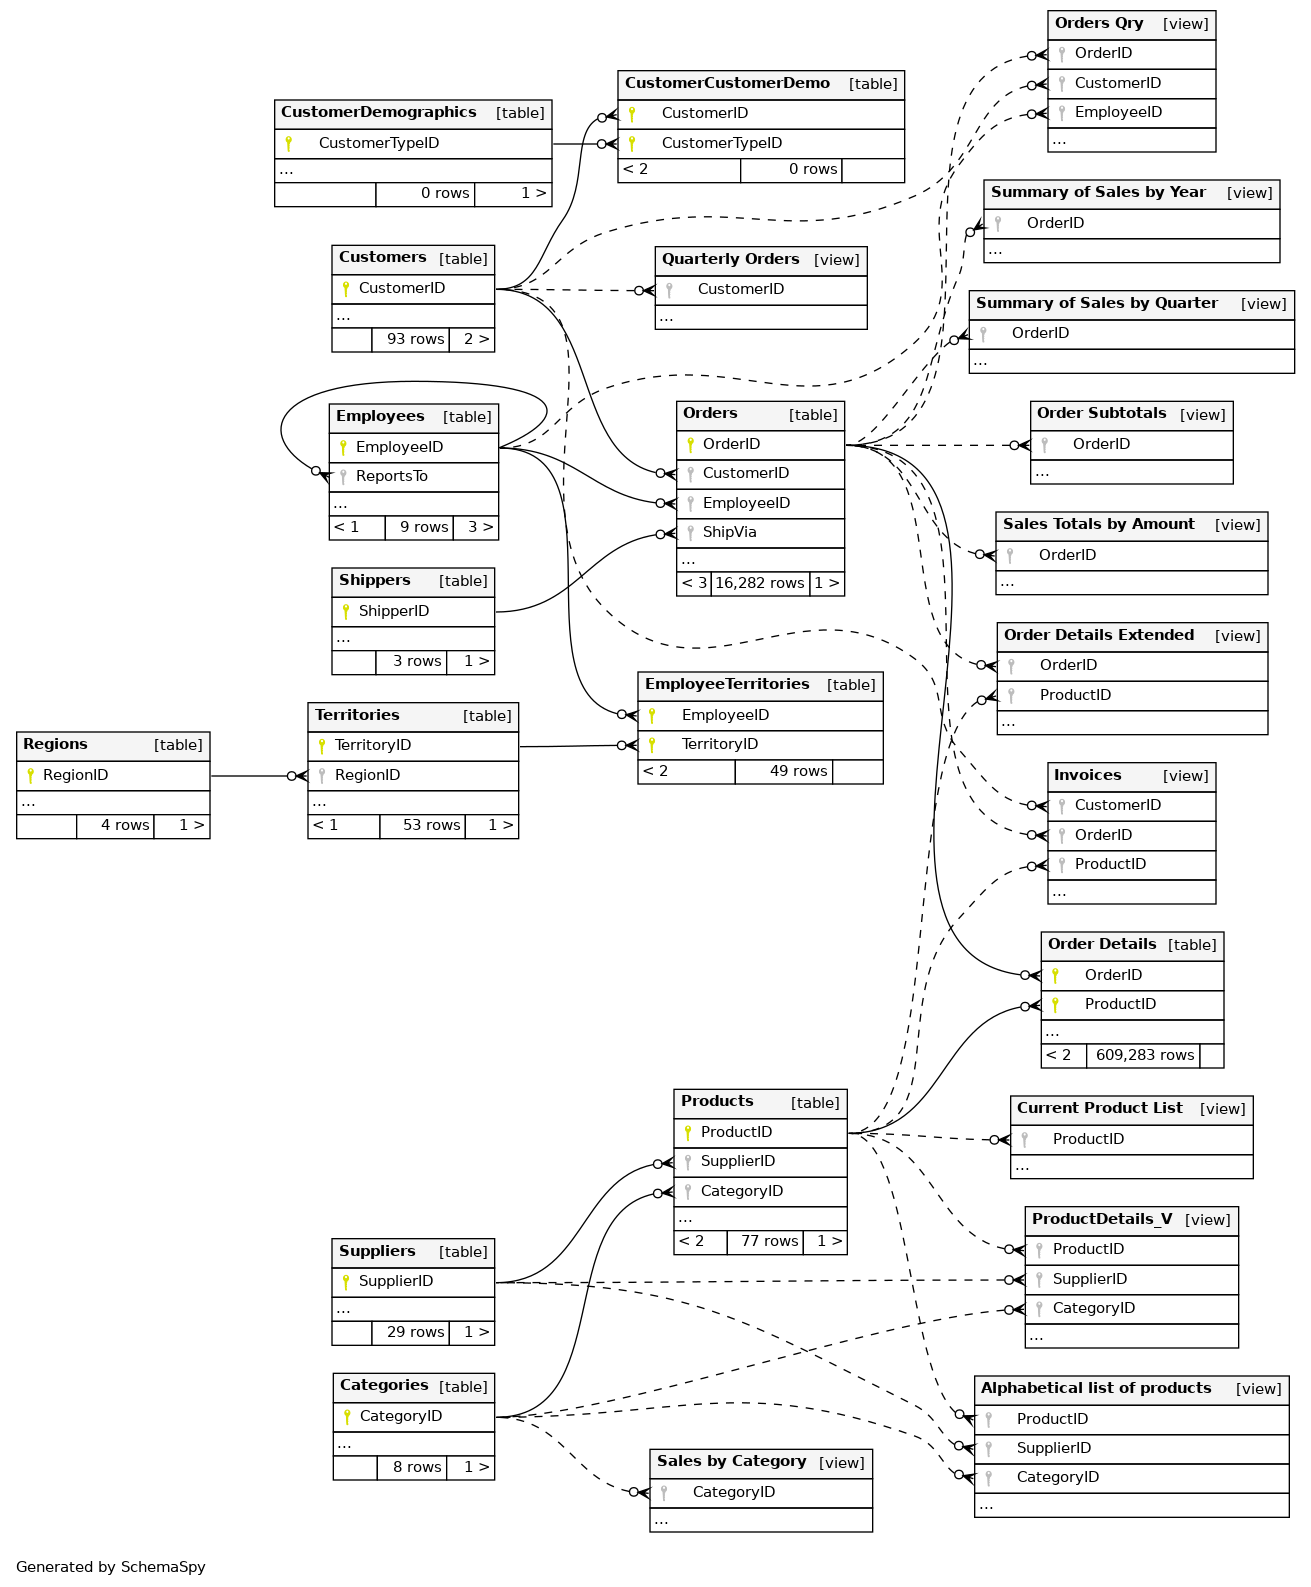 Orders Qry [view]
OrderID
CustomerID
EmployeeID
...
CustomerCustomerDemo [table]
CustomerID
CustomerTypeID
< 2 0 rows
CustomerDemographics [table]
CustomerTypeID
...
0 rows 1 >
Summary of Sales by Year [view]
OrderID
...
Customers [table]
CustomerID
...
93 rows 2 >
Quarterly Orders [view]
CustomerID
...
Summary of Sales by Quarter [view]
OrderID
...
Employees [table]
EmployeeID
ReportsTo
...
< 1 9 rows 3 >
Orders [table]
OrderID
CustomerID
EmployeeID
ShipVia
...
< 3 16,282 rows 1 >
Order Subtotals [view]
OrderID
...
Sales Totals by Amount [view]
OrderID
...
Shippers [table]
ShipperID
...
3 rows 1 >
Order Details Extended [view]
OrderID
ProductID
...
EmployeeTerritories [table]
EmployeeID
TerritoryID
< 2 49 rows
Territories [table]
TerritoryID
RegionID
...
< 1 53 rows 1 >
Regions [table]
RegionID
...
4 rows 1 >
Invoices [view]
CustomerID
OrderID
ProductID
...
Order Details [table]
OrderID
ProductID
...
< 2 609,283 rows
Products [table]
ProductID
SupplierID
CategoryID
...
< 2 77 rows 1 >
Current Product List [view]
ProductID
...
ProductDetails_V [view]
ProductID
SupplierID
CategoryID
...
Suppliers [table]
SupplierID
...
29 rows 1 >
Categories [table]
CategoryID
...
8 rows 1 >
Alphabetical list of products [view]
ProductID
SupplierID
CategoryID
...
Sales by Category [view]
CategoryID
...
Generated by SchemaSpy